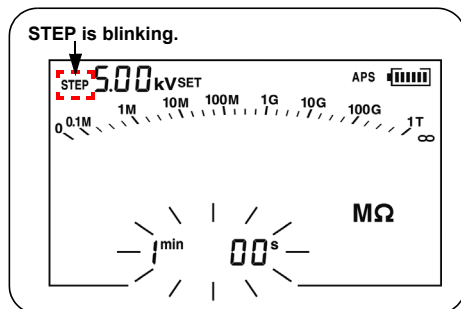 STEP is blinking.
STEP 5.00 kV SET APS
0 0.1M 1M 10M 100M 1G 10G 100G 1T ∞
MΩ
1 min 00 s